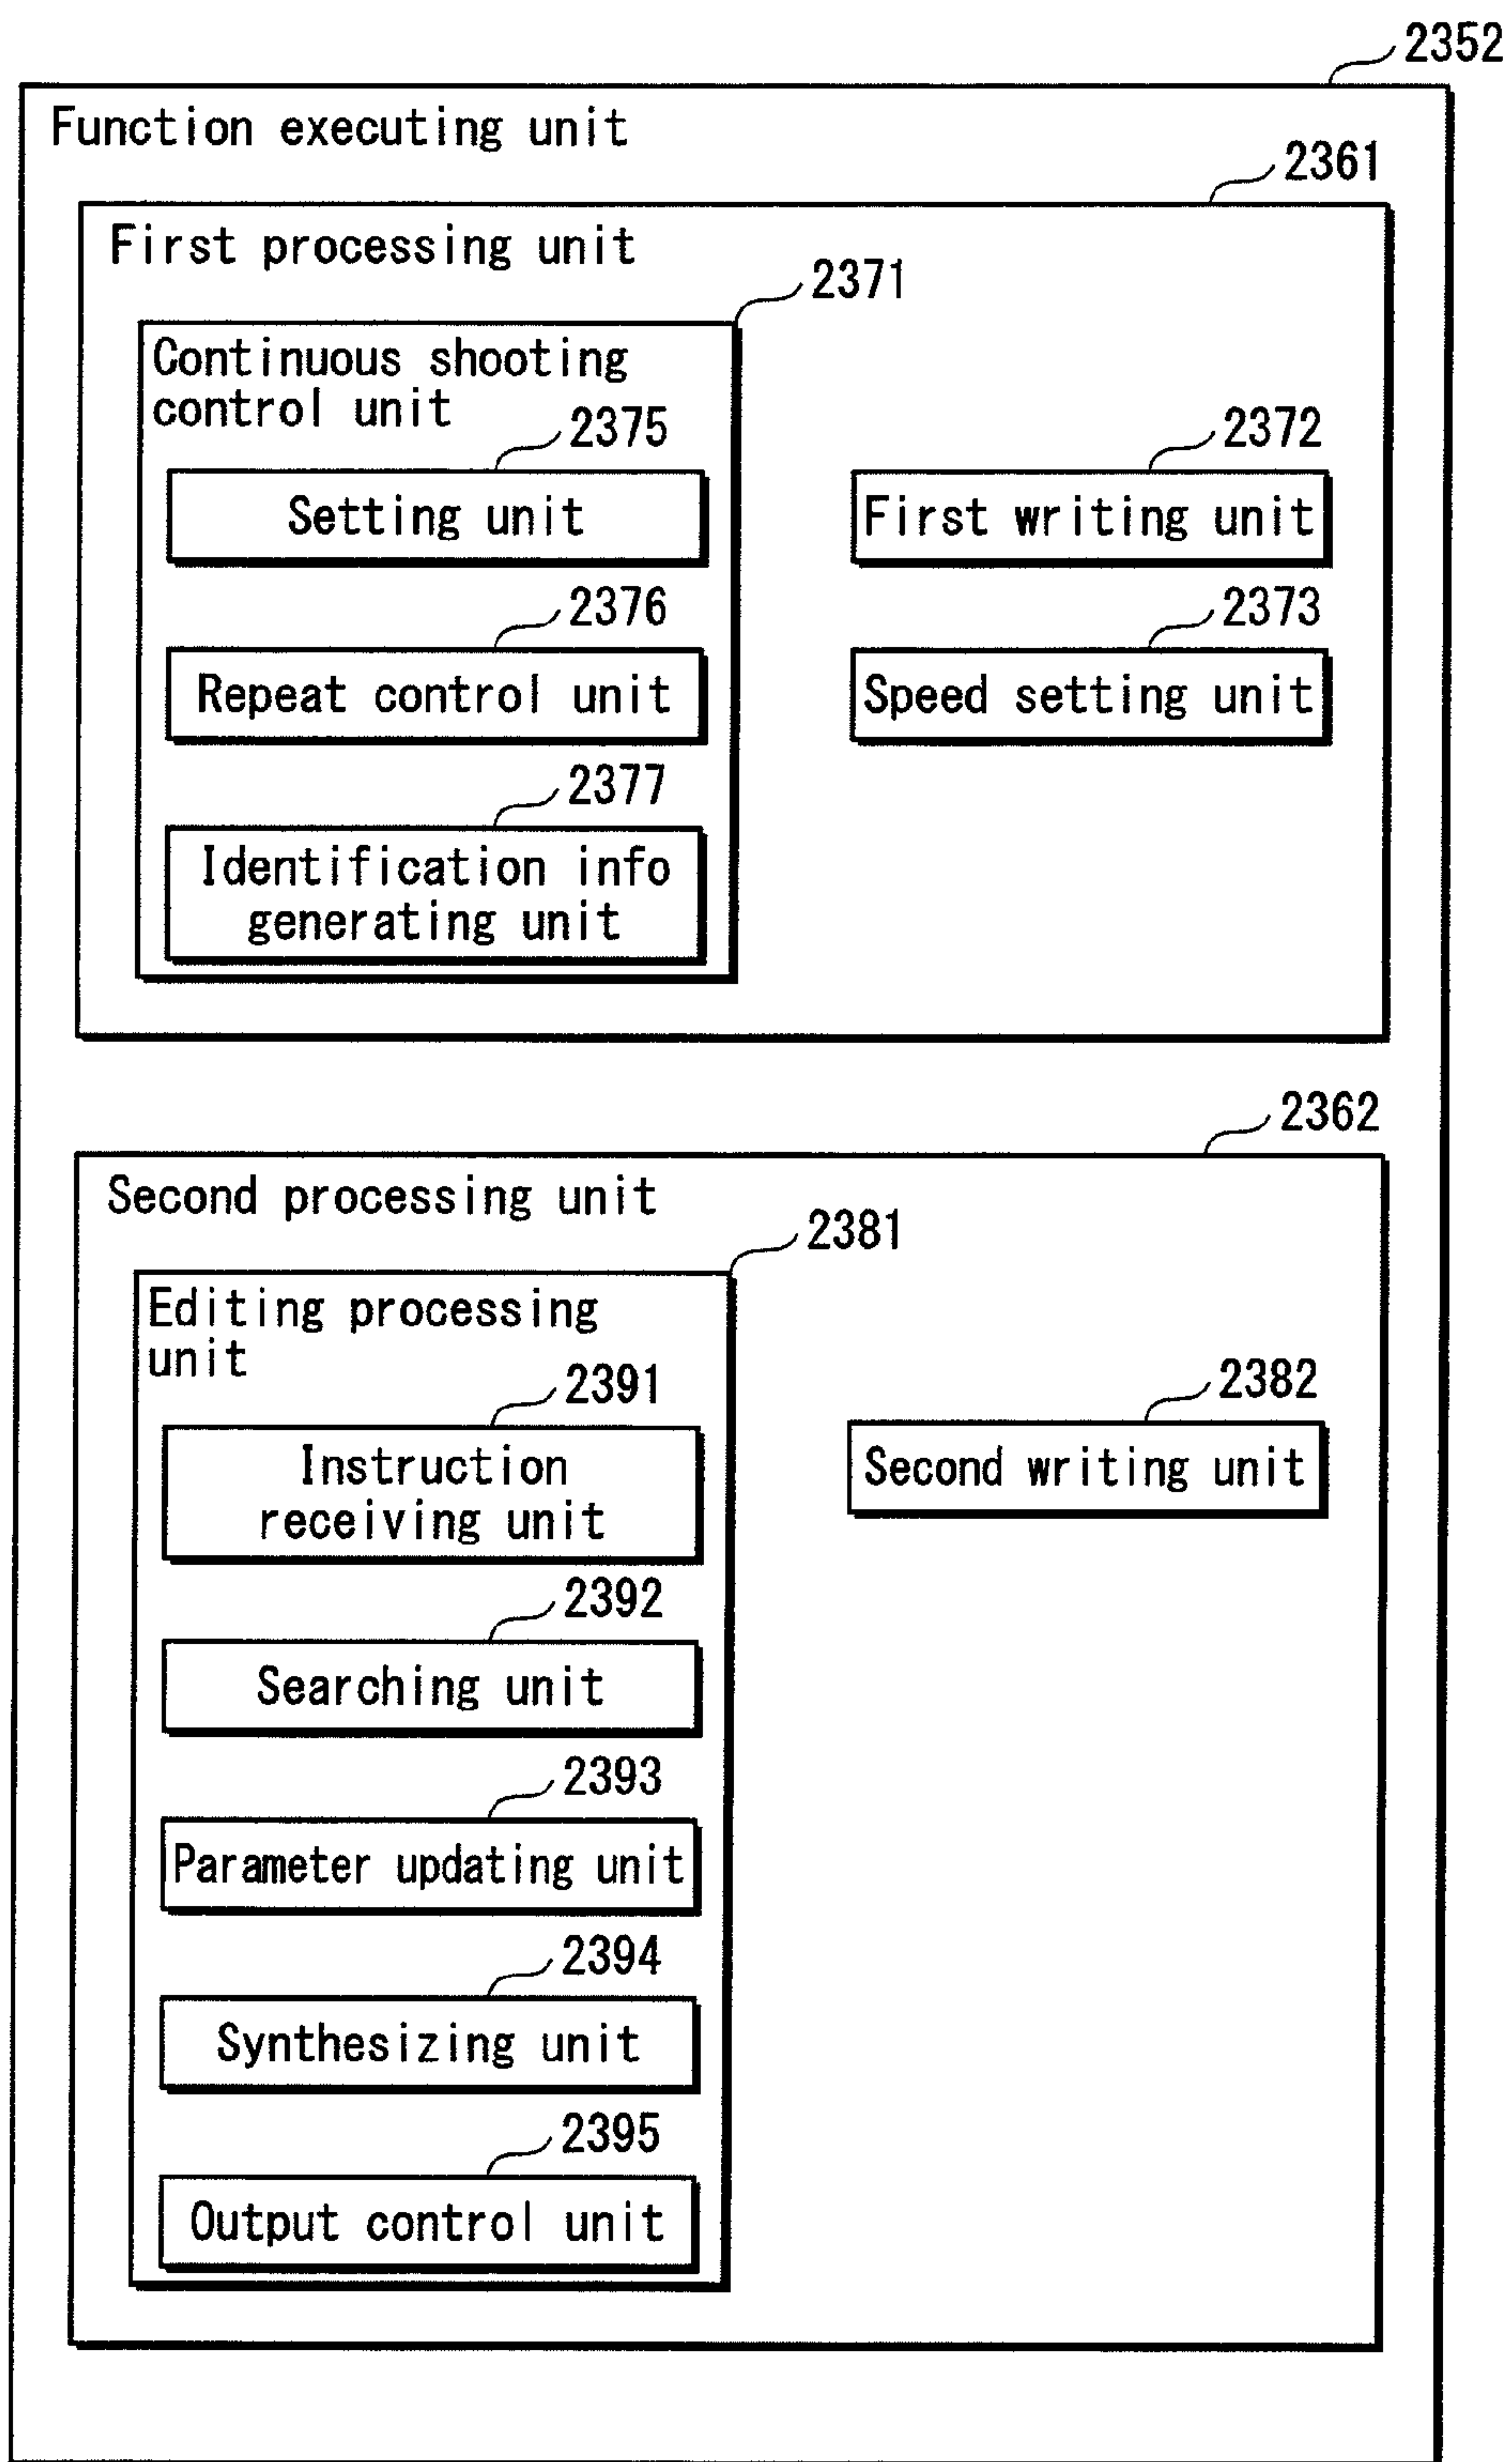 2352
Function executing unit
2361
First processing unit
2371
Continuous shooting
control unit
2375
Setting unit
2372
First writing unit
2376
Repeat control unit
2373
Speed setting unit
2377
Identification info
generating unit
2362
Second processing unit
2381
Editing processing
unit
2391
Instruction
receiving unit
2382
Second writing unit
2392
Searching unit
2393
Parameter updating unit
2394
Synthesizing unit
2395
Output control unit